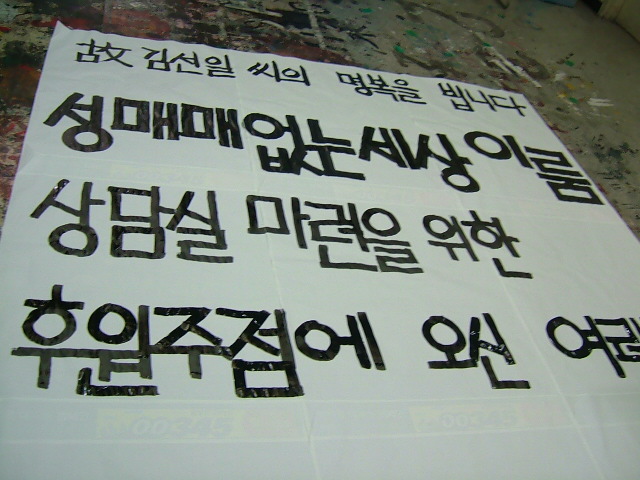 故 김선일 씨의 명복을 빕니다
성매매 없는 세상 이룸
상담실 마련을 위한
후원주점에 오신